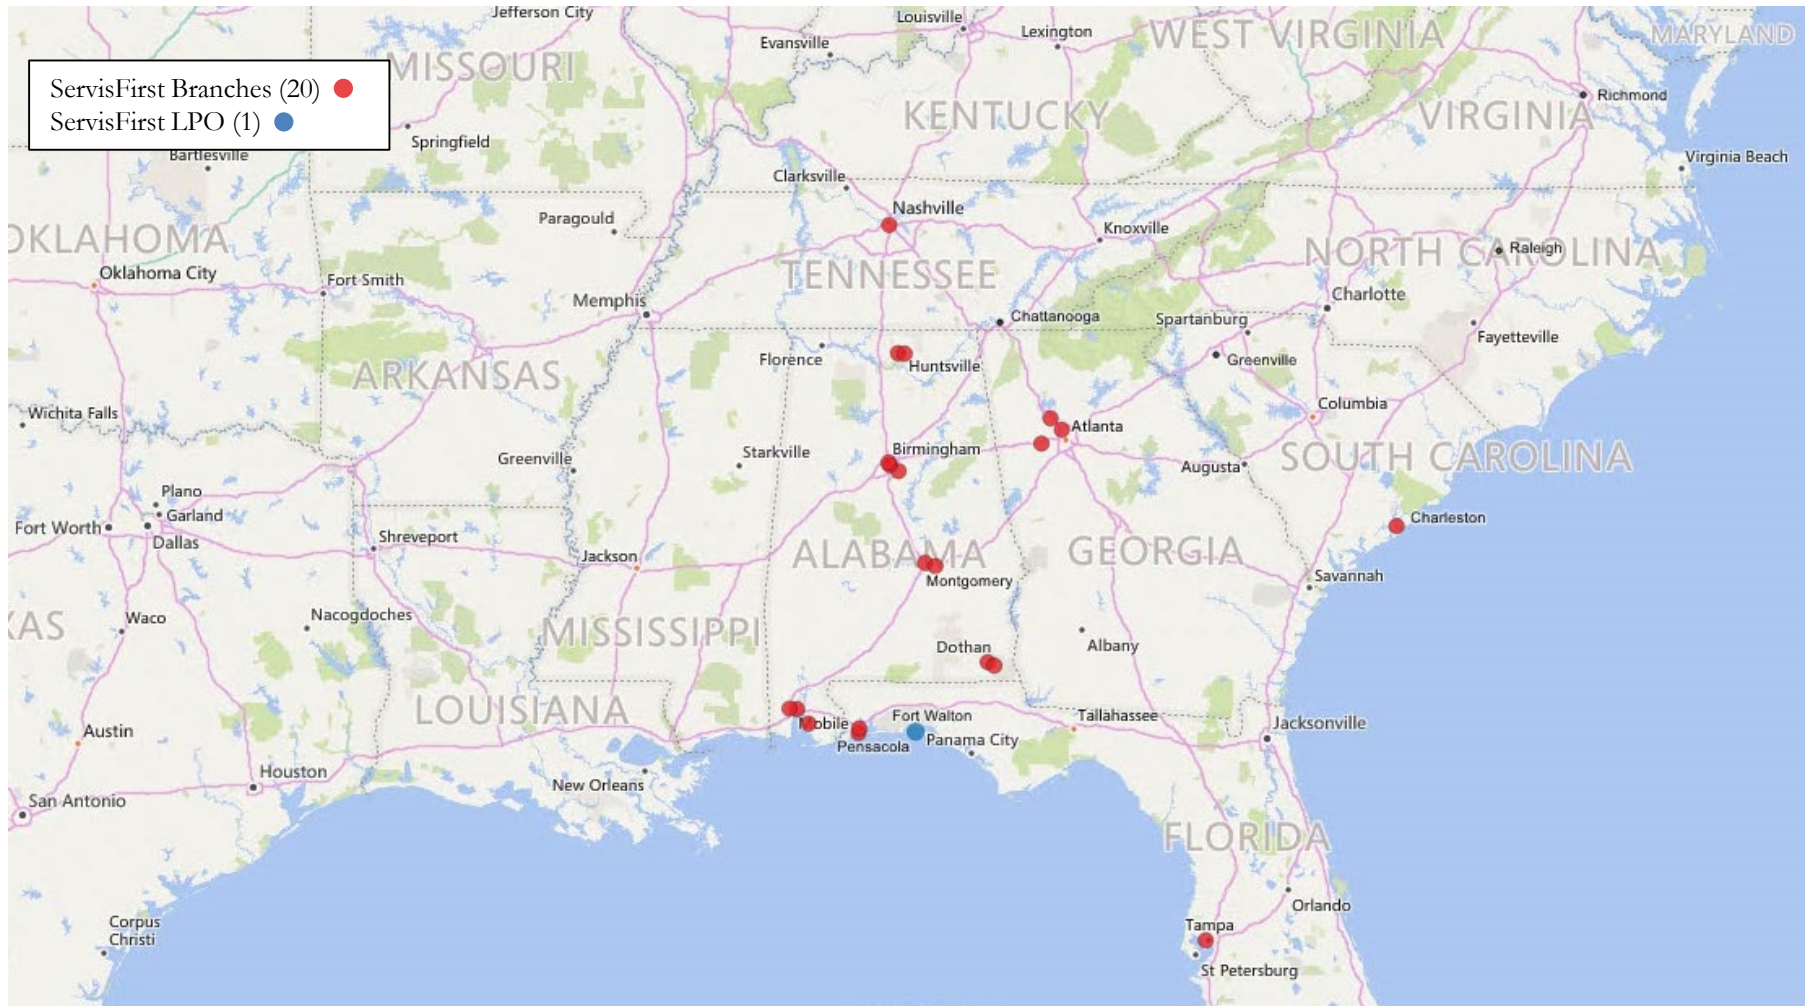 Jefferson City
Louisville
Lexington
WEST VIRGINIA
MARYLAND
Evansville
MISSOURI
ServisFirst Branches (20)
ServisFirst LPO (1)
KENTUCKY
VIRGINIA
Richmond
Springfield
Bartlesville
Virginia Beach
Clarksville
Nashville
Paragould
Knoxville
OKLAHOMA
NORTH CAROLINA
Raleigh
Oklahoma City
Fort Smith
TENNESSEE
Memphis
Charlotte
Chattanooga
Spartanburg
Fayetteville
Florence
Huntsville
Greenville
ARKANSAS
Wichita Falls
Columbia
Atlanta
Birmingham
Starkville
Greenville
SOUTH CAROLINA
Augusta
Plano
Garland
Fort Worth
Dallas
Shreveport
Charleston
Jackson
ALABAMA
GEORGIA
Montgomery
Savannah
Waco
Nacogdoches
XAS
MISSISSIPPI
Dothan
Albany
LOUISIANA
Mobile
Fort Walton
Tallahassee
Jacksonville
Austin
Pensacola
Panama City
Houston
New Orleans
San Antonio
FLORIDA
Orlando
Corpus
Christi
Tampa
St Petersburg